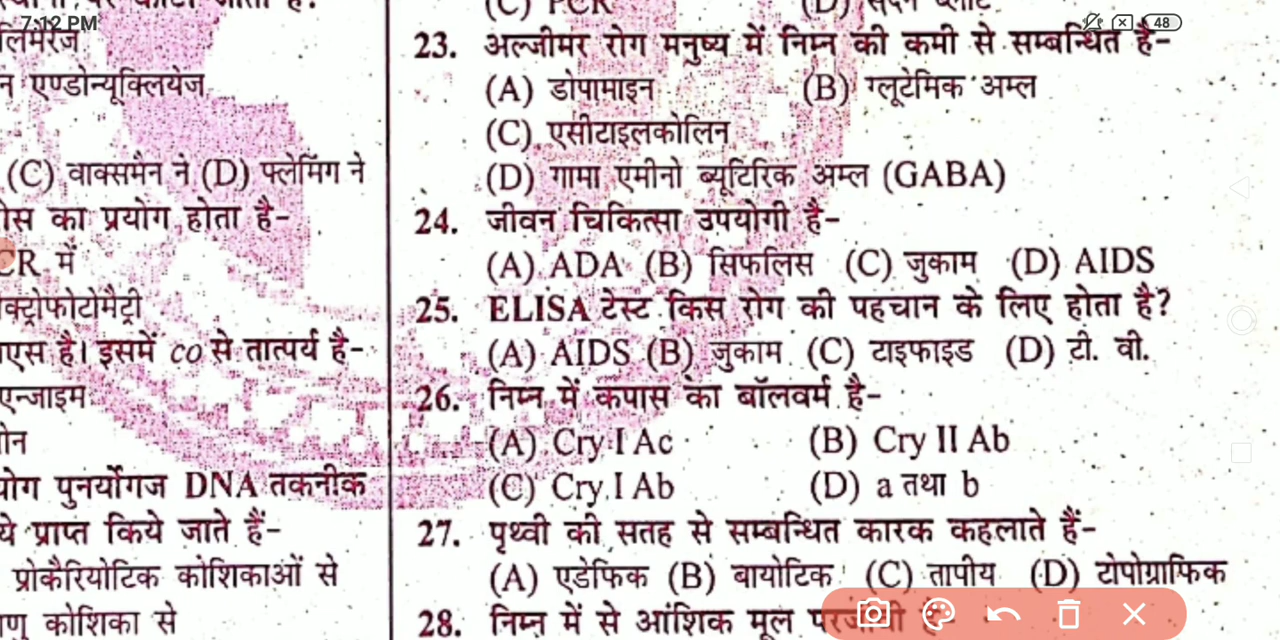 7:12 PM
48
लिमरेज
एण्डोन्यूक्लियेज
(C) वाक्समैन ने (D) फ्लेमिंग ने
का प्रयोग होता है-
CR में
क्ट्रोफोटोमैट्री
एस है। इसमें co से तात्पर्य है-
एन्जाइम
पुनर्योगज DNA तकनीक
ये प्राप्त किये जाते हैं-
प्रोकैरियोटिक कोशिकाओं से
कोशिका से
(C) PCR
23. अल्जीमर रोग मनुष्य में निम्न की कमी से सम्बन्धित है-
(A) डोपामाइन (B) ग्लूटेमिक अम्ल
(C) एसीटाइलकोलिन
(D) गामा एमीनो ब्यूटिरिक अम्ल (GABA)
24. जीवन चिकित्सा उपयोगी है-
(A) ADA (B) सिफलिस (C) जुकाम (D) AIDS
25. ELISA टेस्ट किस रोग की पहचान के लिए होता है?
(A) AIDS (B) जुकाम (C) टाइफाइड (D) टी. वी.
26. निम्न में कपास का बॉलवर्म है-
(A) Cry I Ac (B) Cry II Ab
(C) Cry I Ab (D) a तथा b
27. पृथ्वी की सतह से सम्बन्धित कारक कहलाते हैं-
(A) एडेफिक (B) बायोटिक (C) तापीय (D) टोपोग्राफिक
28. निम्न में से आंशिक मूल परजीवी है-